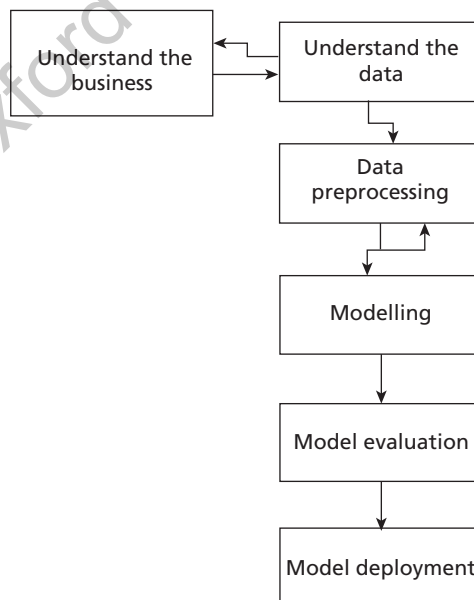 Understand the
business
Understand the
data
Data
preprocessing
Modelling
Model evaluation
Model deployment